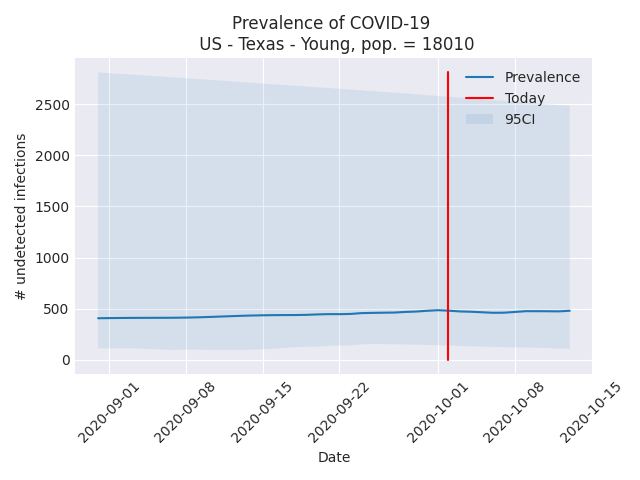 Prevalence of COVID-19
US - Texas - Young, pop. = 18010
Prevalence
Today
95CI
# undetected infections
2500
2000
1500
1000
500
0
2020-09-01
2020-09-08
2020-09-15
2020-09-22
2020-10-01
2020-10-08
2020-10-15
Date